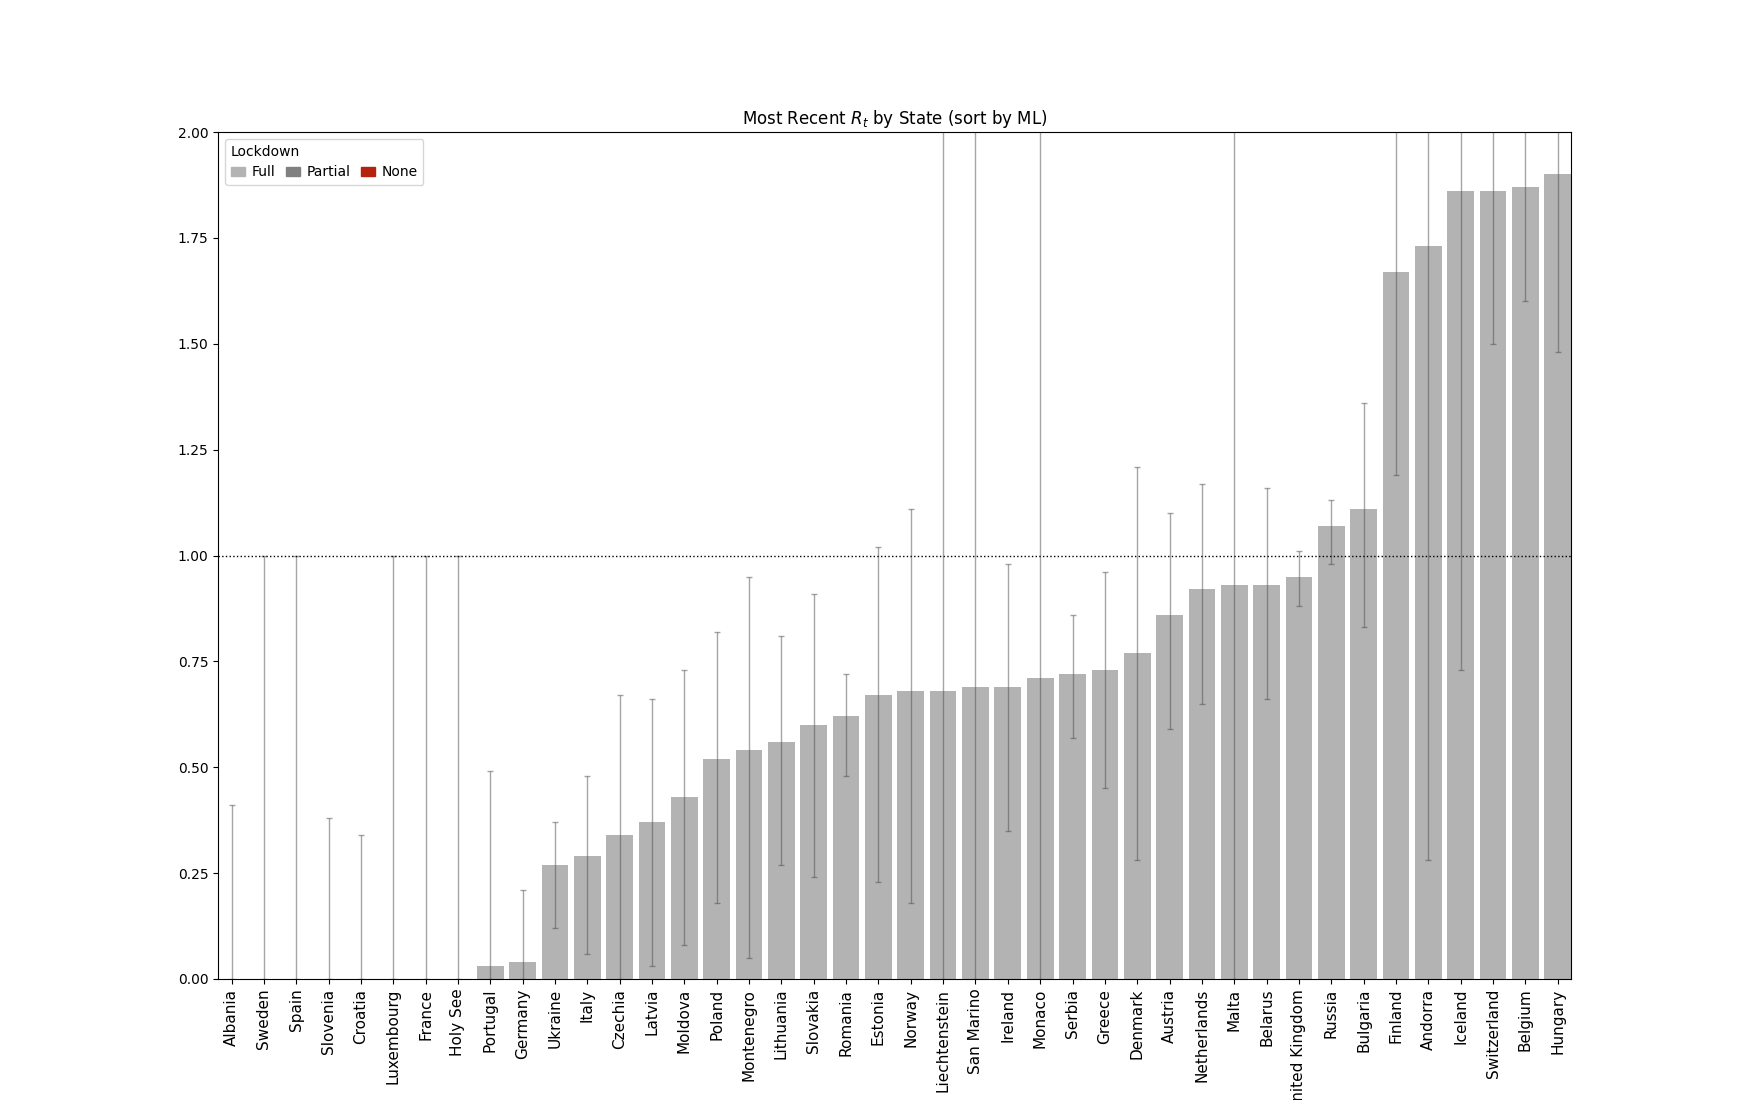 Most Recent R_t by State (sort by ML)
2.00
Lockdown
Full Partial None
1.75
1.50
1.25
1.00
0.75
0.50
0.25
0.00
Albania
Sweden
Spain
Slovenia
Croatia
Luxembourg
France
Holy See
Portugal
Germany
Ukraine
Italy
Czechia
Latvia
Moldova
Poland
Montenegro
Lithuania
Slovakia
Romania
Estonia
Norway
Liechtenstein
San Marino
Ireland
Monaco
Serbia
Greece
Denmark
Austria
Netherlands
Malta
Belarus
nited Kingdom
Russia
Bulgaria
Finland
Andorra
Iceland
Switzerland
Belgium
Hungary